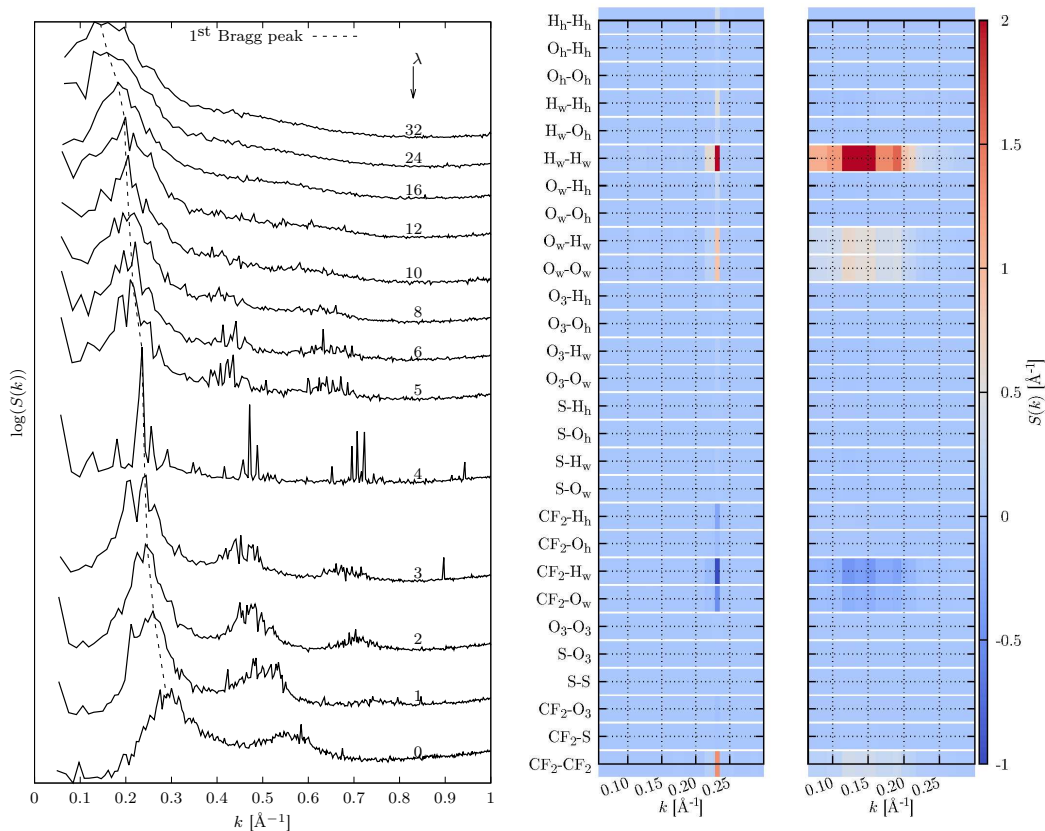 1st Bragg peak
λ
32
24
16
12
10
8
6
5
4
3
2
1
0
log(S(k))
0 0.1 0.2 0.3 0.4 0.5 0.6 0.7 0.8 0.9 1
k [Å−1]
Hh-Hh
Oh-Hh
Oh-Oh
Hw-Hh
Hw-Oh
Hw-Hw
Ow-Hh
Ow-Oh
Ow-Hw
Ow-Ow
O3-Hh
O3-Oh
O3-Hw
O3-Ow
S-Hh
S-Oh
S-Hw
S-Ow
CF2-Hh
CF2-Oh
CF2-Hw
CF2-Ow
O3-O3
S-O3
S-S
CF2-O3
CF2-S
CF2-CF2
0.10 0.15 0.20 0.25
k [Å-1]
0.10 0.15 0.20 0.25
k [Å-1]
2
1.5
1
0.5
0
-0.5
-1
S(k) [Å-1]